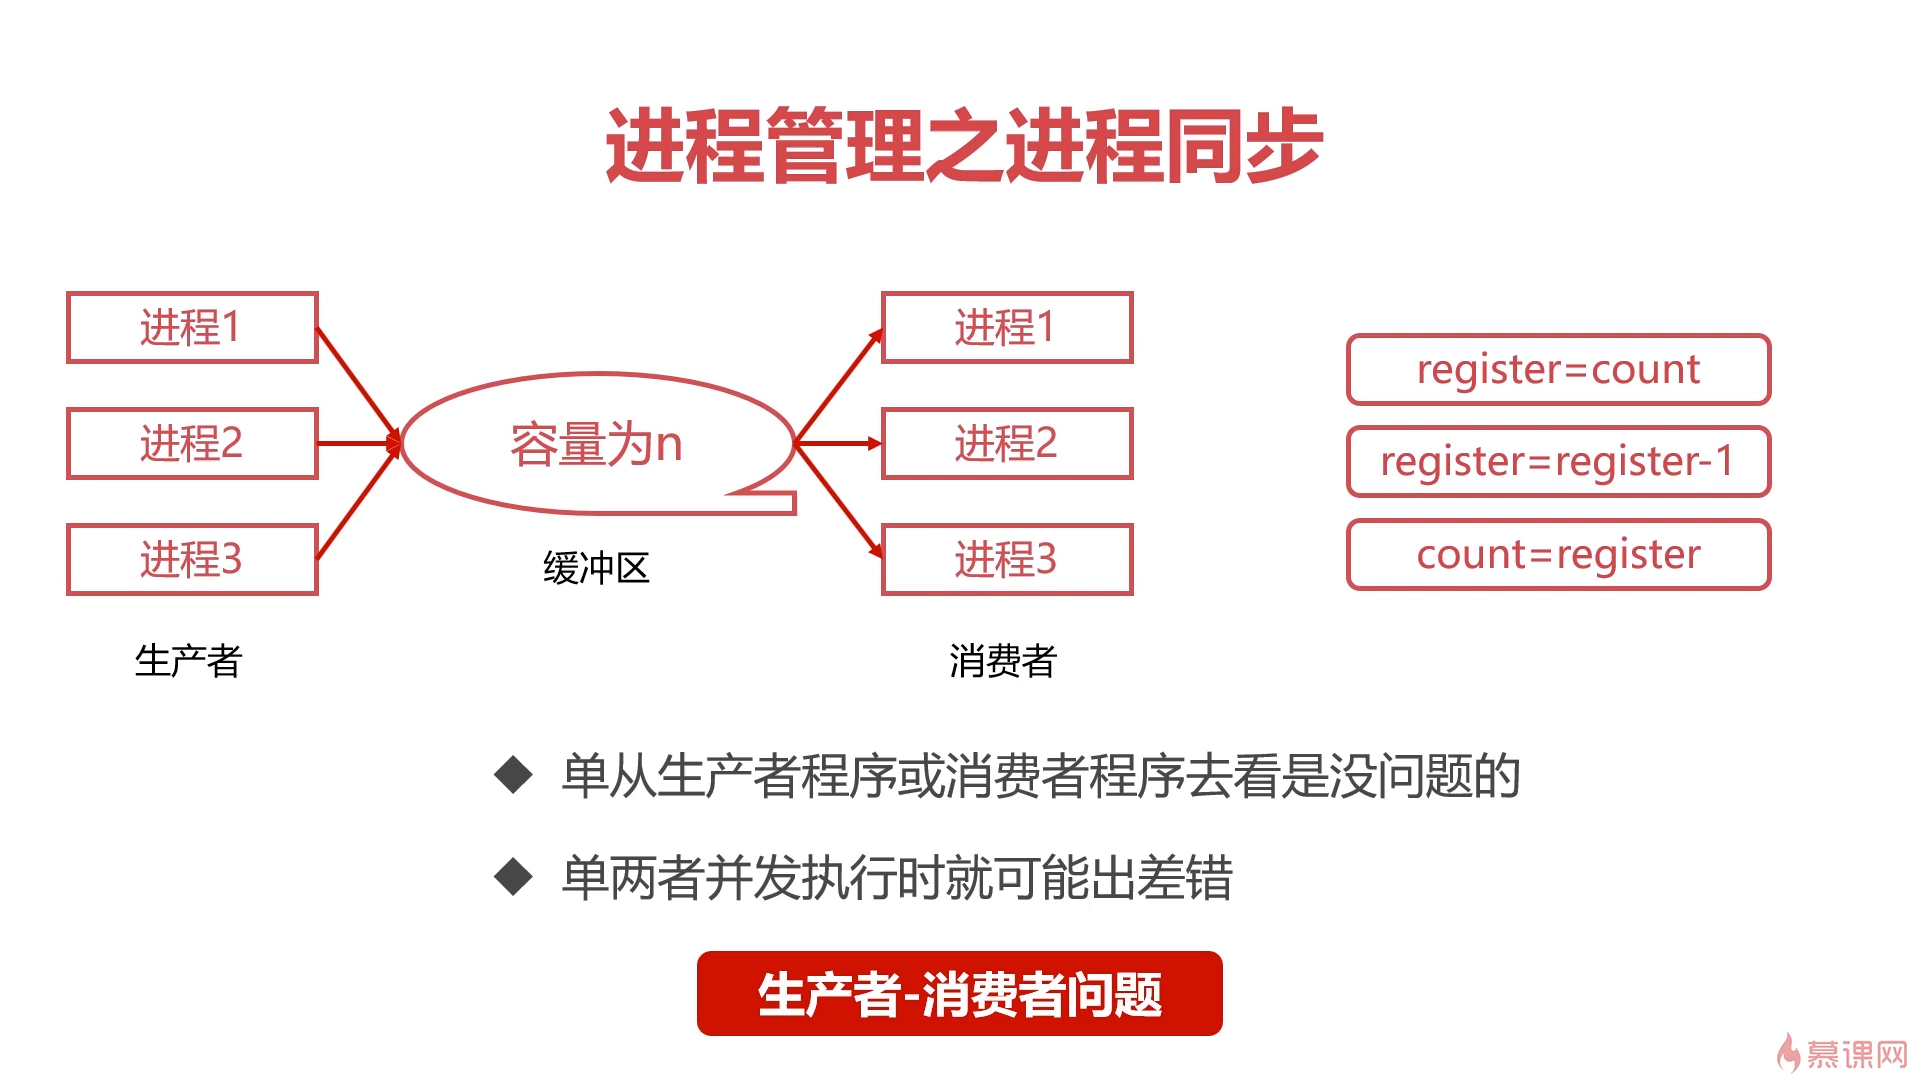 进程管理之进程同步
进程1
进程2
进程3
生产者
容量为n
缓冲区
进程1
进程2
进程3
消费者
register=count
register=register-1
count=register
单从生产者程序或消费者程序去看是没问题的
单两者并发执行时就可能出差错
生产者-消费者问题
慕课网